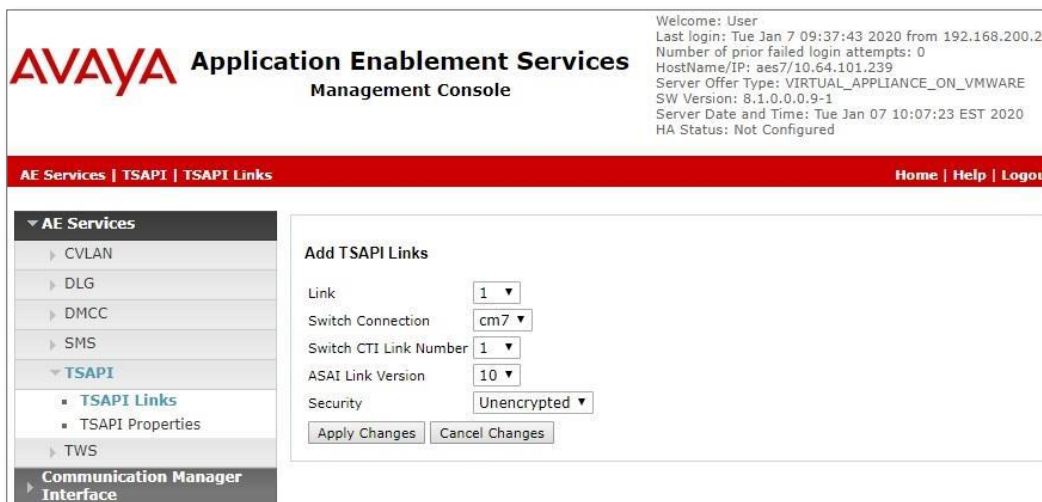 AVAYA
Application Enablement Services
Management Console
Welcome: User
Last login: Tue Jan 7 09:37:43 2020 from 192.168.200.2
Number of prior failed login attempts: 0
HostName/IP: aes7/10.64.101.239
Server Offer Type: VIRTUAL_APPLIANCE_ON_VMWARE
SW Version: 8.1.0.0.0.9-1
Server Date and Time: Tue Jan 07 10:07:23 EST 2020
HA Status: Not Configured
AE Services | TSAPI | TSAPI Links
Home | Help | Logou
AE Services
CVLAN
DLG
DMCC
SMS
TSAPI
TSAPI Links
TSAPI Properties
TWS
Communication Manager
Interface
Add TSAPI Links
Link 1
Switch Connection cm7
Switch CTI Link Number 1
ASAI Link Version 10
Security Unencrypted
Apply Changes Cancel Changes